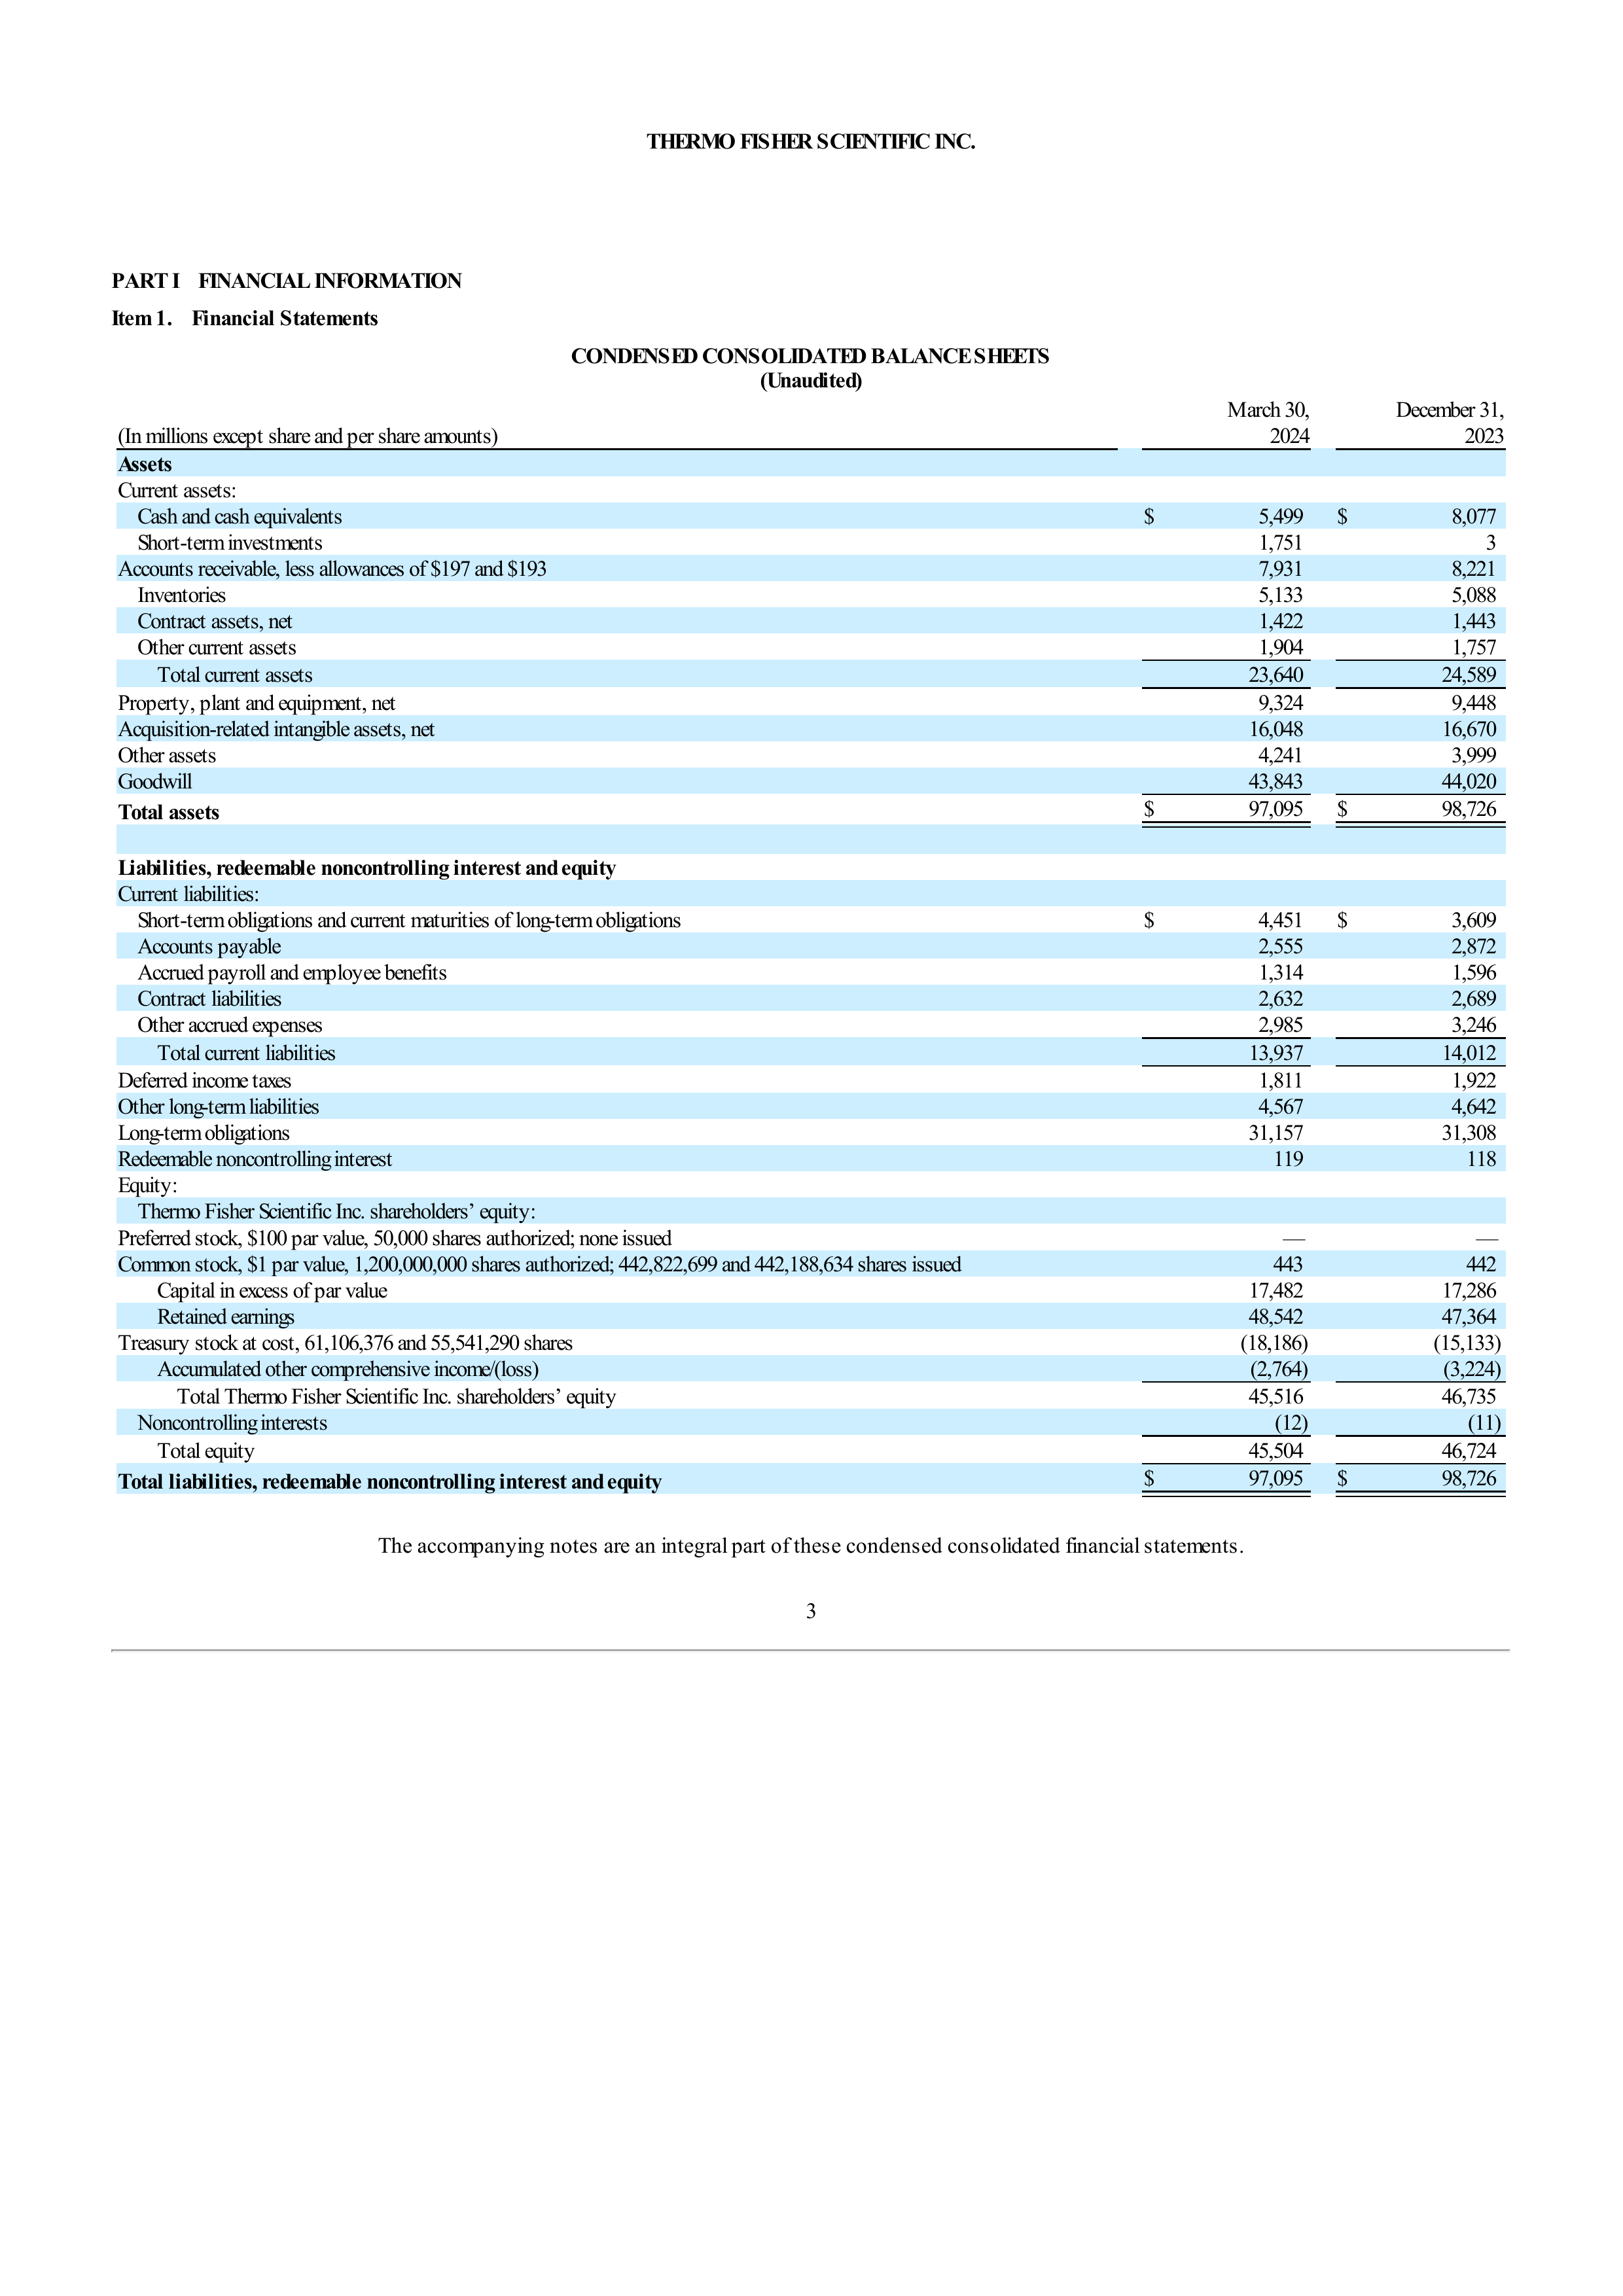 THERMO FISHER SCIENTIFIC INC.
PART I FINANCIAL INFORMATION
Item 1. Financial Statements
CONDENSED CONSOLIDATED BALANCE SHEETS
(Unaudited)
March 30, December 31,
(In millions except share and per share amounts) 2024 2023
Assets
Current assets:
Cash and cash equivalents $ 5,499 $ 8,077
Short-term investments 1,751 3
Accounts receivable, less allowances of $197 and $193 7,931 8,221
Inventories 5,133 5,088
Contract assets, net 1,422 1,443
Other current assets 1,904 1,757
Total current assets 23,640 24,589
Property, plant and equipment, net 9,324 9,448
Acquisition-related intangible assets, net 16,048 16,670
Other assets 4,241 3,999
Goodwill 43,843 44,020
Total assets $ 97,095 $ 98,726
Liabilities, redeemable noncontrolling interest and equity
Current liabilities:
Short-term obligations and current maturities of long-term obligations $ 4,451 $ 3,609
Accounts payable 2,555 2,872
Accrued payroll and employee benefits 1,314 1,596
Contract liabilities 2,632 2,689
Other accrued expenses 2,985 3,246
Total current liabilities 13,937 14,012
Deferred income taxes 1,811 1,922
Other long-term liabilities 4,567 4,642
Long-term obligations 31,157 31,308
Redeemable noncontrolling interest 119 118
Equity:
Thermo Fisher Scientific Inc. shareholders’ equity:
Preferred stock, $100 par value, 50,000 shares authorized; none issued — —
Common stock, $1 par value, 1,200,000,000 shares authorized; 442,822,699 and 442,188,634 shares issued 443 442
Capital in excess of par value 17,482 17,286
Retained earnings 48,542 47,364
Treasury stock at cost, 61,106,376 and 55,541,290 shares (18,186) (15,133)
Accumulated other comprehensive income/(loss) (2,764) (3,224)
Total Thermo Fisher Scientific Inc. shareholders’ equity 45,516 46,735
Noncontrolling interests (12) (11)
Total equity 45,504 46,724
Total liabilities, redeemable noncontrolling interest and equity $ 97,095 $ 98,726
The accompanying notes are an integral part of these condensed consolidated financial statements.
3